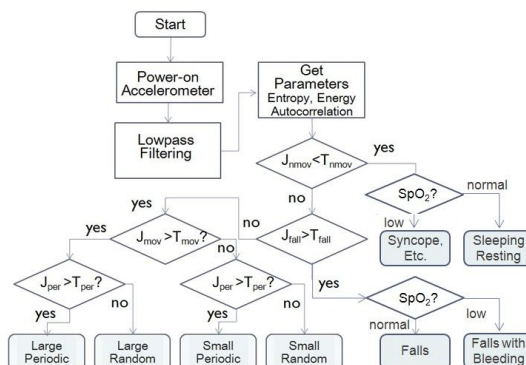 Start
Power-on
Accelerometer
Lowpass
Filtering
Get
Parameters
Entropy, Energy
Autocorrelation
Jnmov<Tnmov
yes
no
SpO2?
normal
low
Syncope,
Etc.
Sleeping
Resting
Jfall>Tfall
no
yes
yes
Jmov>Tmov?
yes
no
Jper>Tper?
yes
no
Jper>Tper?
yes
no
SpO2?
normal
low
Large
Periodic
Large
Random
Small
Periodic
Small
Random
Falls
Falls with
Bleeding